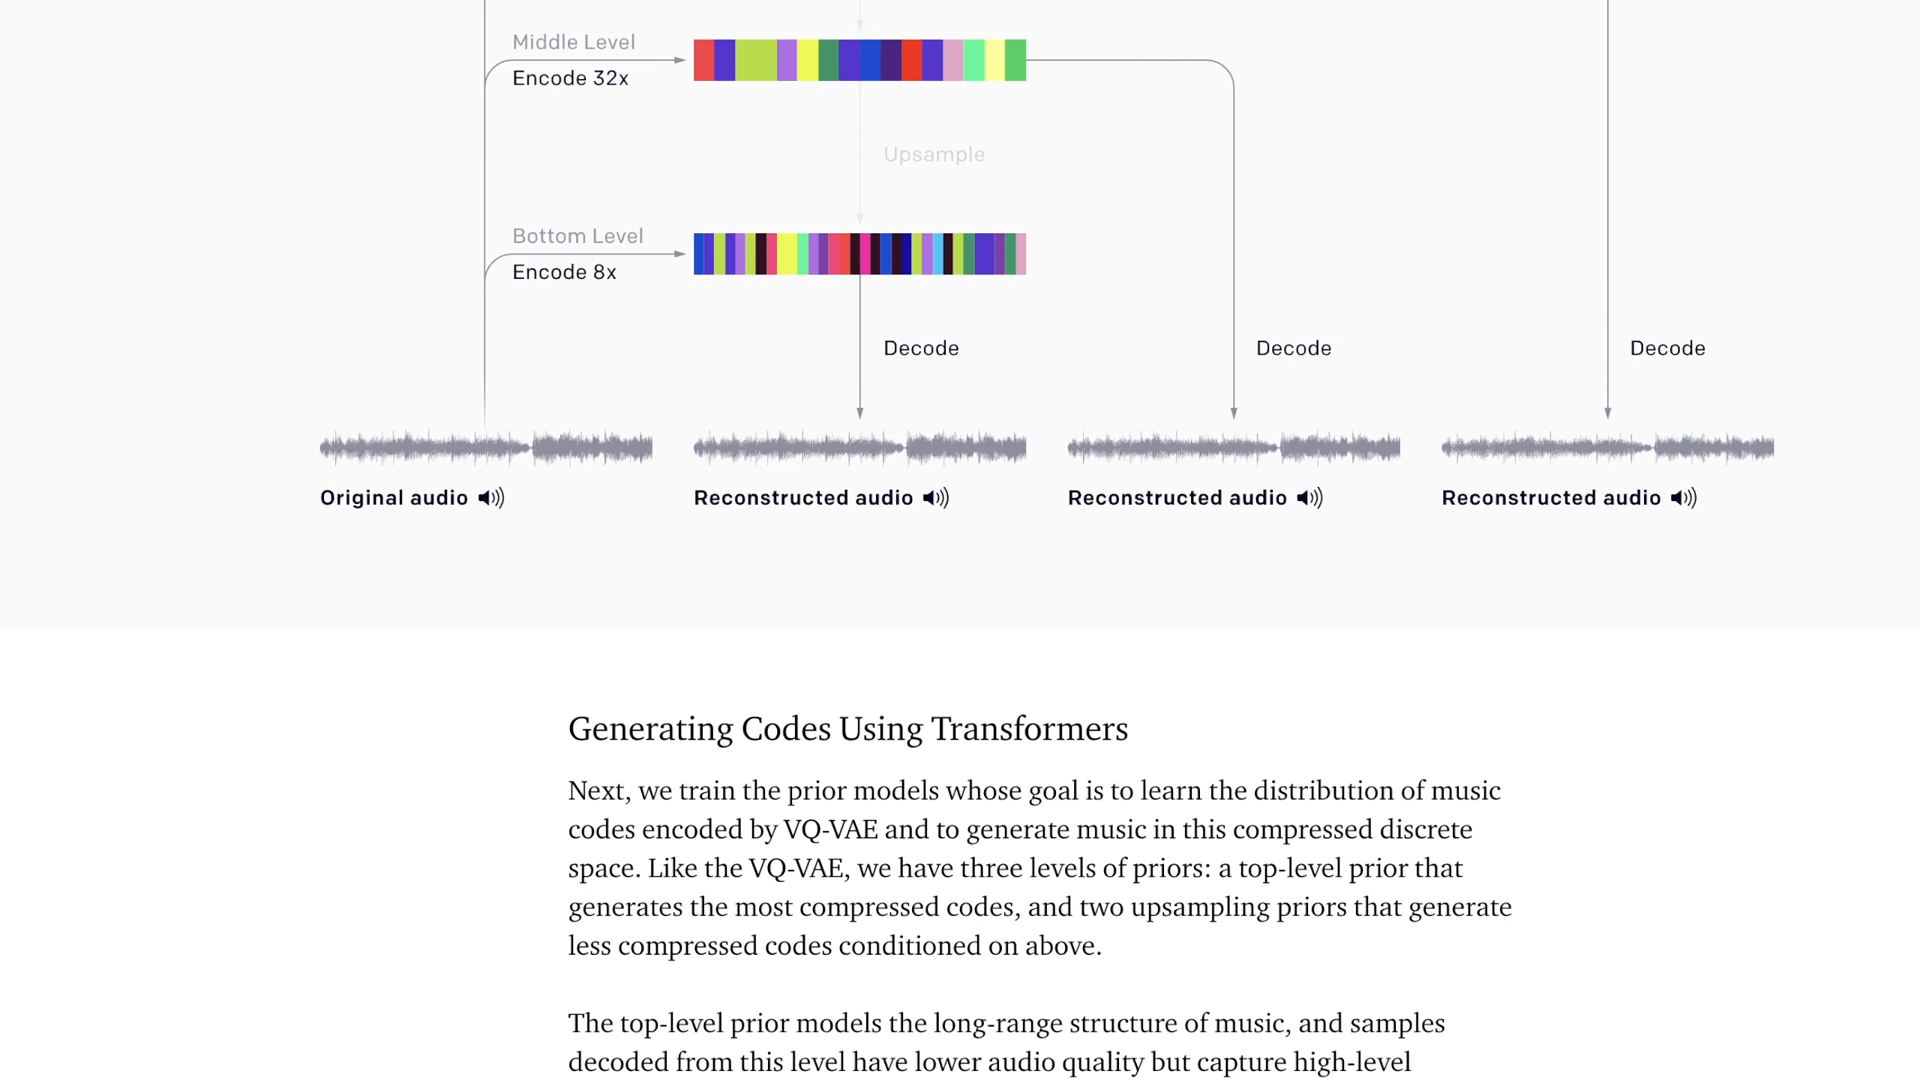 Middle Level
Encode 32x
Upsample
Bottom Level
Encode 8x
Decode
Decode
Decode
Original audio
Reconstructed audio
Reconstructed audio
Reconstructed audio
Generating Codes Using Transformers
Next, we train the prior models whose goal is to learn the distribution of music
codes encoded by VQ-VAE and to generate music in this compressed discrete
space. Like the VQ-VAE, we have three levels of priors: a top-level prior that
generates the most compressed codes, and two upsampling priors that generate
less compressed codes conditioned on above.
The top-level prior models the long-range structure of music, and samples
decoded from this level have lower audio quality but capture high-level